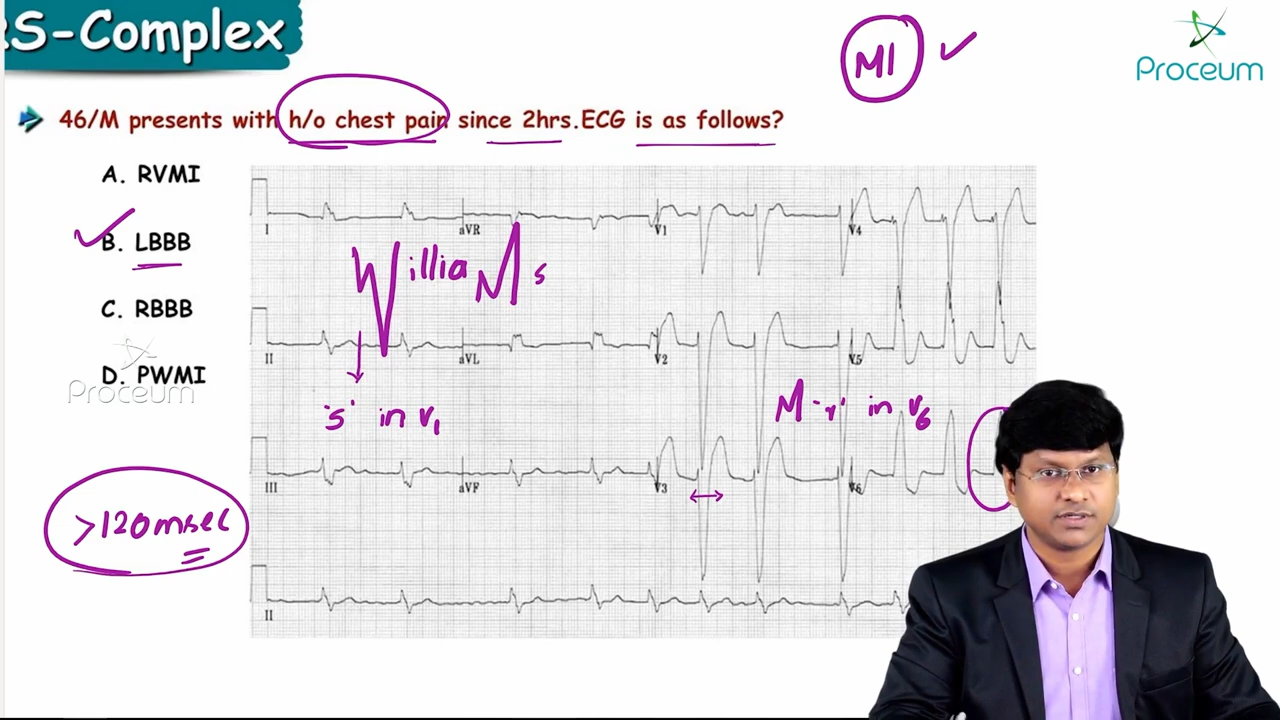 RS-Complex
MI
Proceum
46/M presents with h/o chest pain since 2hrs.ECG is as follows?
A. RVMI
B. LBBB
C. RBBB
D. PWMI
Proceum
I
aVR
V1
V4
WilliaMs
II
aVL
V2
V5
's' in V1
M-'r' in V6
III
aVF
V3
V6
>120msec
II